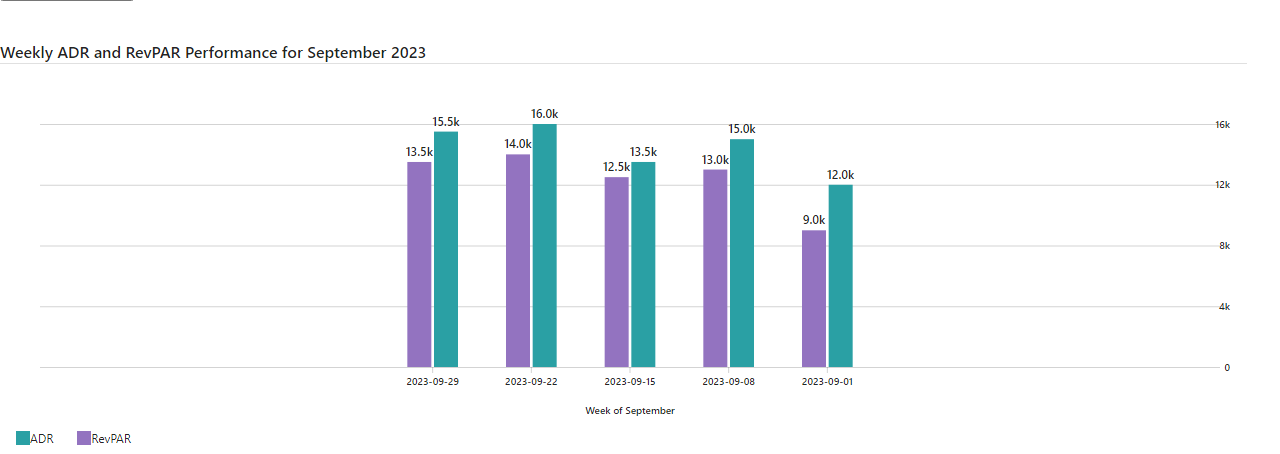 Weekly ADR and RevPAR Performance for September 2023
16.0k
15.5k
15.0k
16k
14.0k
13.5k
13.5k
13.0k
12.5k
12.0k
12k
9.0k
8k
4k
0
2023-09-29 2023-09-22 2023-09-15 2023-09-08 2023-09-01
Week of September
ADR RevPAR